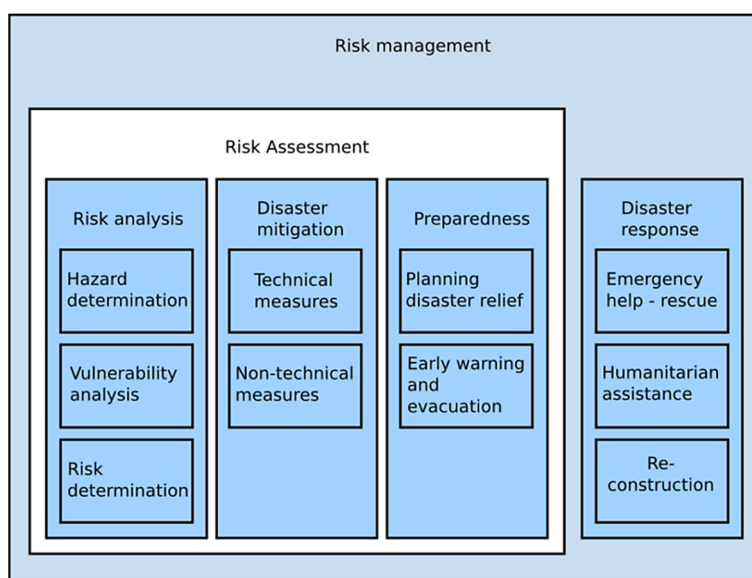 Risk management
Risk Assessment
Risk analysis
Hazard
determination
Vulnerability
analysis
Risk
determination
Disaster
mitigation
Technical
measures
Non-technical
measures
Preparedness
Planning
disaster relief
Early warning
and
evacuation
Disaster
response
Emergency
help - rescue
Humanitarian
assistance
Re-
construction